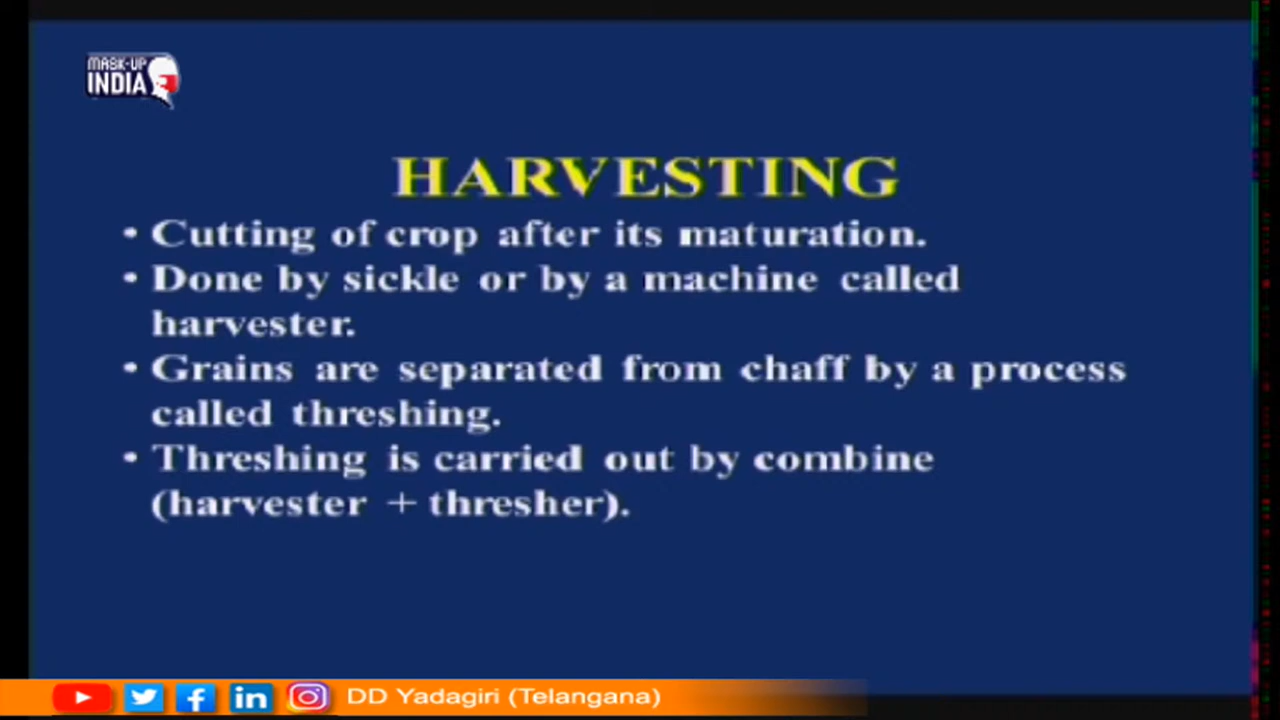 MASK-UP
INDIA
HARVESTING
• Cutting of crop after its maturation.
• Done by sickle or by a machine called
harvester.
• Grains are separated from chaff by a process
called threshing.
• Threshing is carried out by combine
(harvester + thresher).
DD Yadagiri (Telangana)